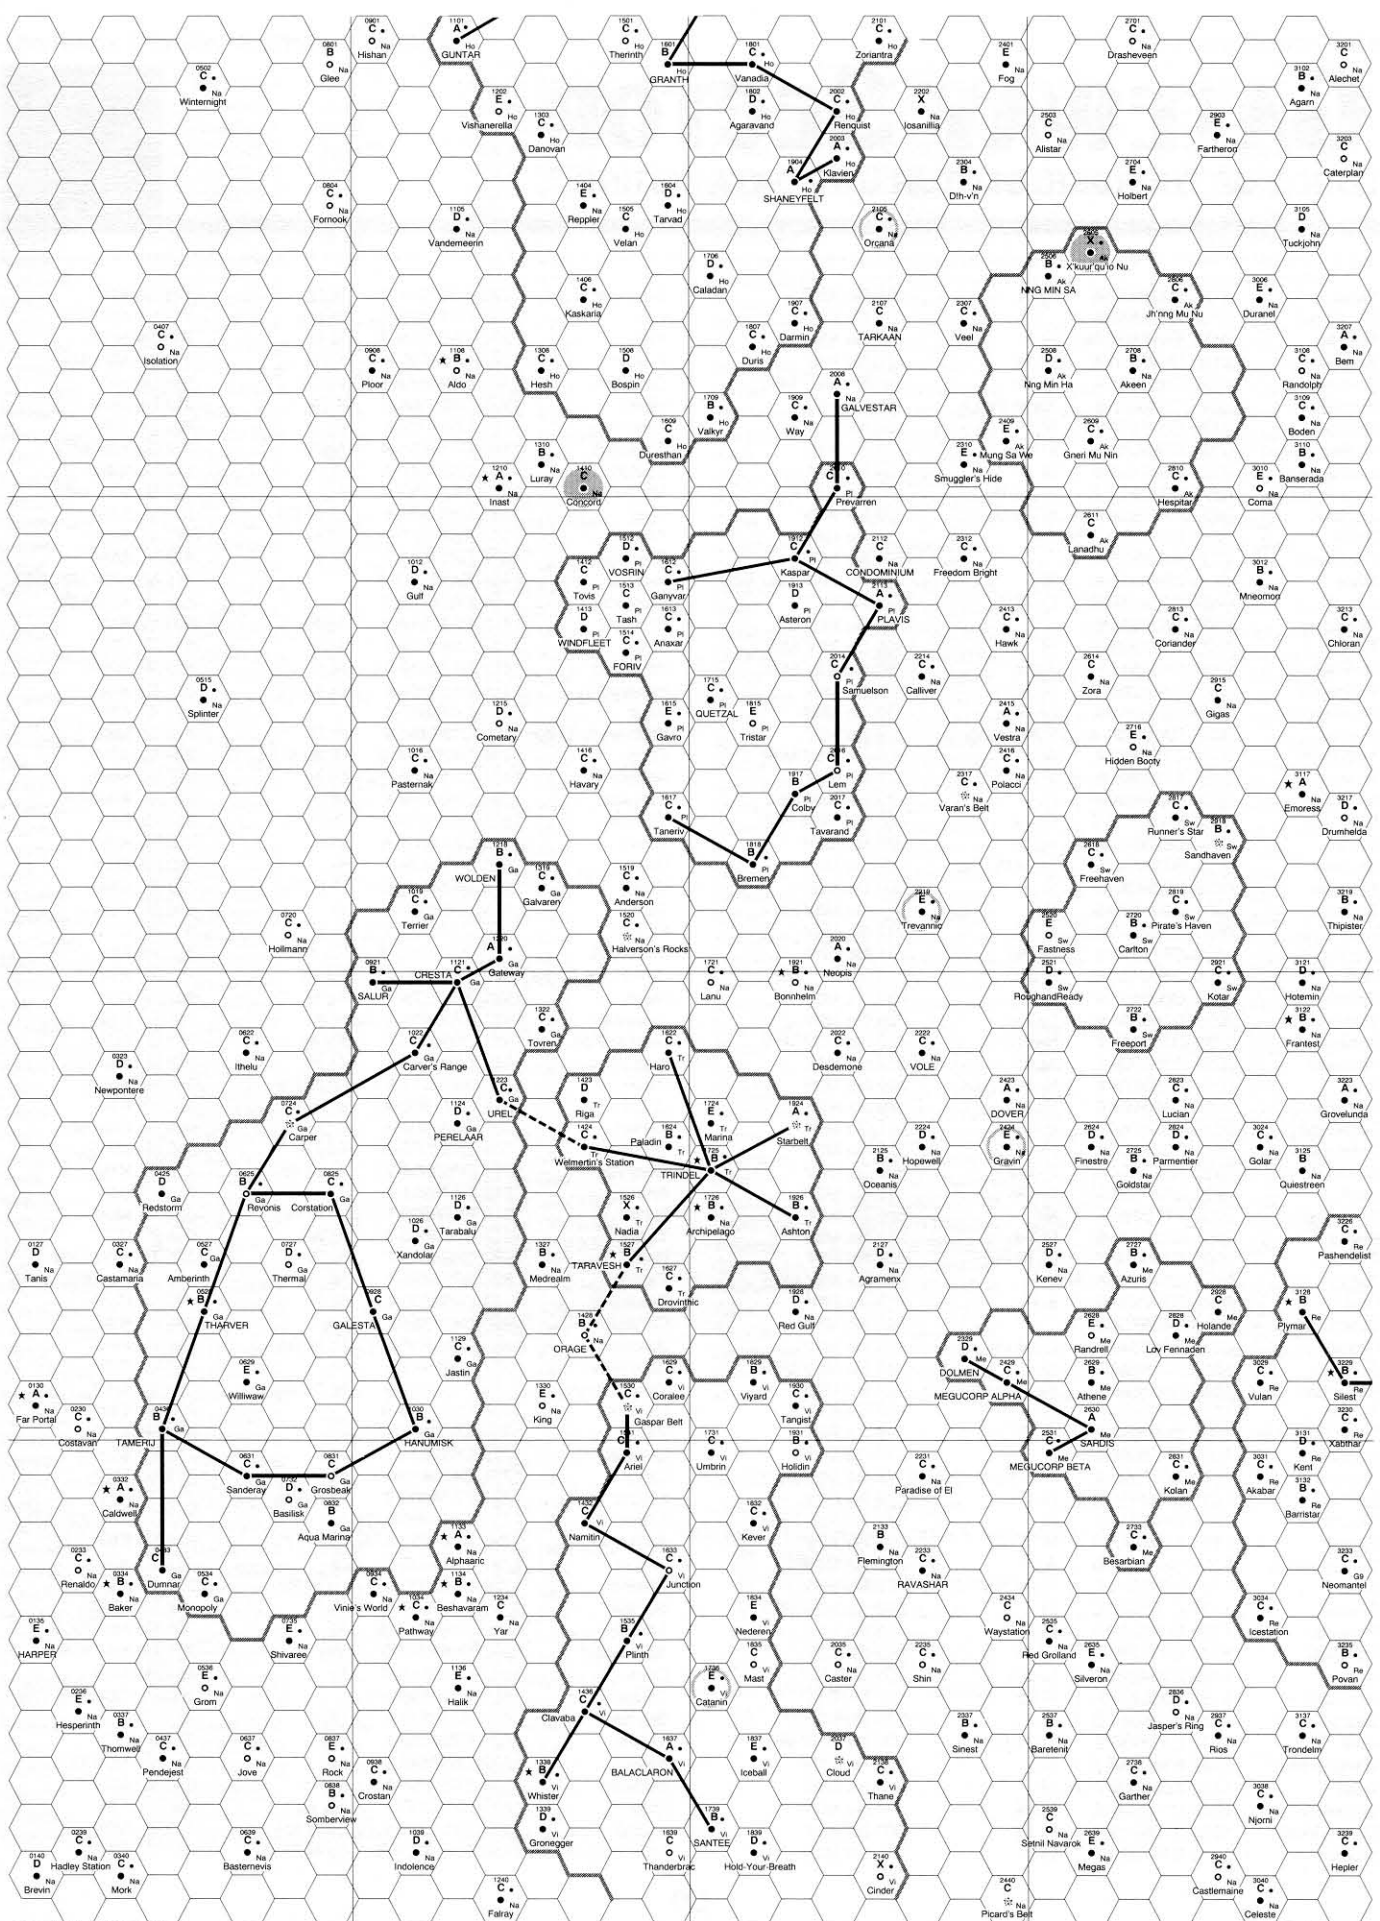 0901 C Na Hishan
1101 A Ho GUNTAR
1501 C Ho Therinth
2101 C Ho Zoriantra
2701 C Na Drasheveen
0801 B Na Glee
1601 B Ho GRANTH
1801 C Ho Vanadia
2401 E Na Fog
3201 C Na Alechet
0502 C Na Winternight
3102 B Na Agarn
1202 E Ho Vishanerella
1802 D Ho Agaravand
2002 C Ho Renquist
2202 X Na Iosanillia
1303 C Ho Danovan
2503 C Na Alistar
2903 E Na Fartheron
2003 A Ho Klavien
3203 C Na Caterplan
1904 A Ho SHANEYFELT
2304 B Na D!h-v'n
2704 E Na Holbert
0804 C Na Fornook
1404 E Ho Reppler
1604 D Ho Tarvad
1105 D Na Vandemeerin
1505 C Ho Velan
2105 C Na Orcana
3105 D Na Tuckjohn
X X'kuur'qu'io Nu
1706 D Ho Caladan
2506 B Ak NNG MIN SA
1406 C Ho Kaskaria
2806 C Ak Jh'nng Mu Nu
3006 E Na Duranel
1907 C Ho Darmin
2107 C Na TARKAAN
2307 C Na Veel
0407 C Na Isolation
1807 C Ho Duris
3207 A Na Bem
0908 C Na Ploor
1108 B Na Aldo
1308 C Ho Hesh
1508 D Ho Bospin
2508 D Ak Nng Min Ha
2708 B Na Akeen
3108 C Na Randolph
2008 A Na GALVESTAR
1709 B Ho Valkyr
1909 C Na Way
3109 C Na Boden
1609 C Ho Duresthan
2409 E Ak Mung Sa We
2609 C Ak Gneri Mu Nin
1310 B Na Luray
2310 E Na Smuggler's Hide
3110 B Na Banserada
1210 A Na Inast
1410 C Na Concord
C Pl Prevarren
2810 C Ak Hespitar
3010 E Na Coma
2611 C Ak Lanadhu
1512 D Pl VOSRIN
1912 C Pl Kaspar
2112 C CONDOMINIUM
2312 C Na Freedom Bright
1012 D Na Gulf
1412 C Pl Tovis
1612 C Pl Ganyvar
3012 B Na Mneomon
1513 C Pl Tash
1913 D Pl Asteron
2113 A PLAVIS
1413 D Pl WINDFLEET
1613 C Pl Anaxar
2413 C Na Hawk
2813 C Na Coriander
3213 C Na Chloran
1514 C Pl FORIV
2014 C Pl Samuelson
2214 C Na Calliver
2614 C Na Zora
0515 D Na Splinter
1715 C Pl QUETZAL
2915 C Na Gigas
1215 D Na Cometary
1615 E Pl Gavro
1815 E Pl Tristar
2415 A Na Vestra
2716 E Na Hidden Booty
1016 C Na Pasternak
1416 C Na Havary
2016 C Pl Lem
2416 C Na Polacci
1917 B Pl Colby
2317 C Na Varan's Belt
3117 A Na Emoress
1617 C Pl Taneriv
2017 C Pl Tavarand
2817 C Sw Runner's Star
3217 D Na Drumhelda
2918 B Sw Sandhaven
1218 B Ga WOLDEN
1818 B Pl Bremen
2618 C Sw Freehaven
1319 C Ga Galvaren
1519 C Na Anderson
1019 C Ga Terrier
2219 E Na Trevannic
2819 C Sw Pirate's Haven
3219 B Na Thipister
0720 C Na Hollmann
1520 C Na Halverson's Rocks
2520 E Sw Fastness
2720 B Sw Carlton
1220 A Ga Galeway
2020 A Na Neopis
0921 B Ga SALUR
1121 C Ga CRESTA
1721 C Na Lanu
1921 B Na Bonnhelm
2521 D Sw RoughandReady
2921 C Sw Kotar
3121 D Na Hotemin
1322 C Ga Tovren
2722 B Sw Freeport
3122 B Na Frantest
0622 C Na Ithelu
1022 C Ga Carver's Range
1622 C Tr Haro
2022 C Na Desdemone
2222 C Na VOLE
0323 D Na Newpontere
1223 C Ga UREL
1423 D Tr Riga
2423 A Na DOVER
2623 C Na Lucian
3223 A Na Grovelunda
0724 C Ga Carper
1124 D Ga PERELAAR
1724 E Tr Marina
1924 A Tr Starbelt
1424 C Tr Welmertin's Station
1624 B Tr Paladin
2224 D Na Hopewell
2424 E Na Gravin
2624 D Na Finestre
2824 D Na Parmentier
C Na Golar
1725 B Tr TRINDEL
2125 B Na Oceanis
2725 B Na Goldstar
3125 B Na Quiestreen
0425 D Ga Redstorm
0625 B Ga Revonis
0825 C Ga Corstation
1126 D Ga Tarabalu
1526 X Tr Nadia
1726 B Na Archipelago
1926 B Tr Ashton
1026 D Ga Xandolar
3226 C Re Pashendelist
0127 D Na Tanis
0327 C Na Castamaria
0527 C Ga Amberinth
0727 D Ga Thermal
1327 B Na Medrealm
1527 B Tr TARAVESH
2127 D Na Agramenx
2527 D Na Kenev
2727 B Me Azuris
1627 C Tr Drovinthic
0528 B Ga THARVER
0928 C Ga GALESTA
1928 D Na Red Gulf
2928 C Me Holande
3128 B Re Plymar
1428 B Na ORAGE
2628 E Me Randrell
2828 D Me Lov Fennaden
1129 C Na Jastin
2329 D Me DOLMEN
0629 E Ga Williwaw
1629 C Vi Coralee
1829 B Vi Viyard
2429 C Me MEGUCORP ALPHA
2629 B Me Athene
3029 C Re Vulan
3229 B Re Silest
0130 A Na Far Portal
1330 E Na King
1530 C Vi Gaspar Belt
1930 C Vi Tangist
0230 C Na Costavan
B Ga TAMERIJ
1030 B Ga HANUMISK
2630 A Me SARDIS
3230 C Re Xabthar
C Vi Ariel
1731 C Vi Umbrin
1931 B Vi Holidin
2531 C Me MEGUCORP BETA
3131 D Re Kent
0631 C Ga Sanderay
0831 C Ga Grosbeak
2231 C Na Paradise of El
2631 C Me Kolan
3031 C Re Akabar
0332 A Na Caldwell
0732 D Ga Basilisk
3132 B Re Barristar
0832 B Ga Aqua Marina
1432 C Vi Namitin
1832 C Vi Kever
1133 A Na Alphaaric
2133 B Na Flemington
2733 C Me Besarbian
0233 C Na Renaldo
C Ga Dumnar
1633 C Vi Junction
2233 C Na RAVASHAR
3233 C G9 Neomantel
0334 B Na Baker
0534 C Ga Monopoly
0934 C Na Vinie's World
1134 B Na Beshavaram
1034 C Na Pathway
1234 C Na Yar
1834 E Vi Nederen
2434 C Na Waystation
3034 C Re Icestation
0135 E Na HARPER
0735 E Na Shivaree
1535 B Vi Plinth
2535 C Na Red Grolland
1835 C Vi Mast
2035 C Na Caster
2235 C Na Shin
2635 E Na Silveron
3235 B Re Povan
0536 E Na Grom
1136 E Na Halik
1736 E Vi Catanin
0236 E Na Hesperinth
1436 C Vi Clavaba
2836 D Na Jasper's Ring
0337 B Na Thornwell
2337 B Na Sinest
2537 B Na Baretenit
2937 C Na Rios
3137 C Na Trondelm
0437 C Na Pendejest
0637 C Na Jove
0837 E Na Rock
1637 A Vi BALACLARON
1837 E Vi Iceball
2037 D Vi Cloud
0938 C Na Crostan
1338 B Vi Whister
2138 C Vi Thane
2738 C Na Garther
0838 B Na Somberview
3038 C Na Njorni
1339 D Vi Gronegger
1739 B Vi SANTEE
2539 C Na Setnil Navarok
0239 C Na Hadley Station
0639 C Na Basternevis
1039 D Na Indolence
1639 C Vi Thanderbrac
1839 D Vi Hold-Your-Breath
2639 E Na Megas
3239 C Na Hepler
0140 D Na Brevin
0340 C Na Mork
2140 X Vi Cinder
2940 C Na Castlemaine
1240 C Na Falray
2440 C Na Picard's Belt
3040 C Na Celeste